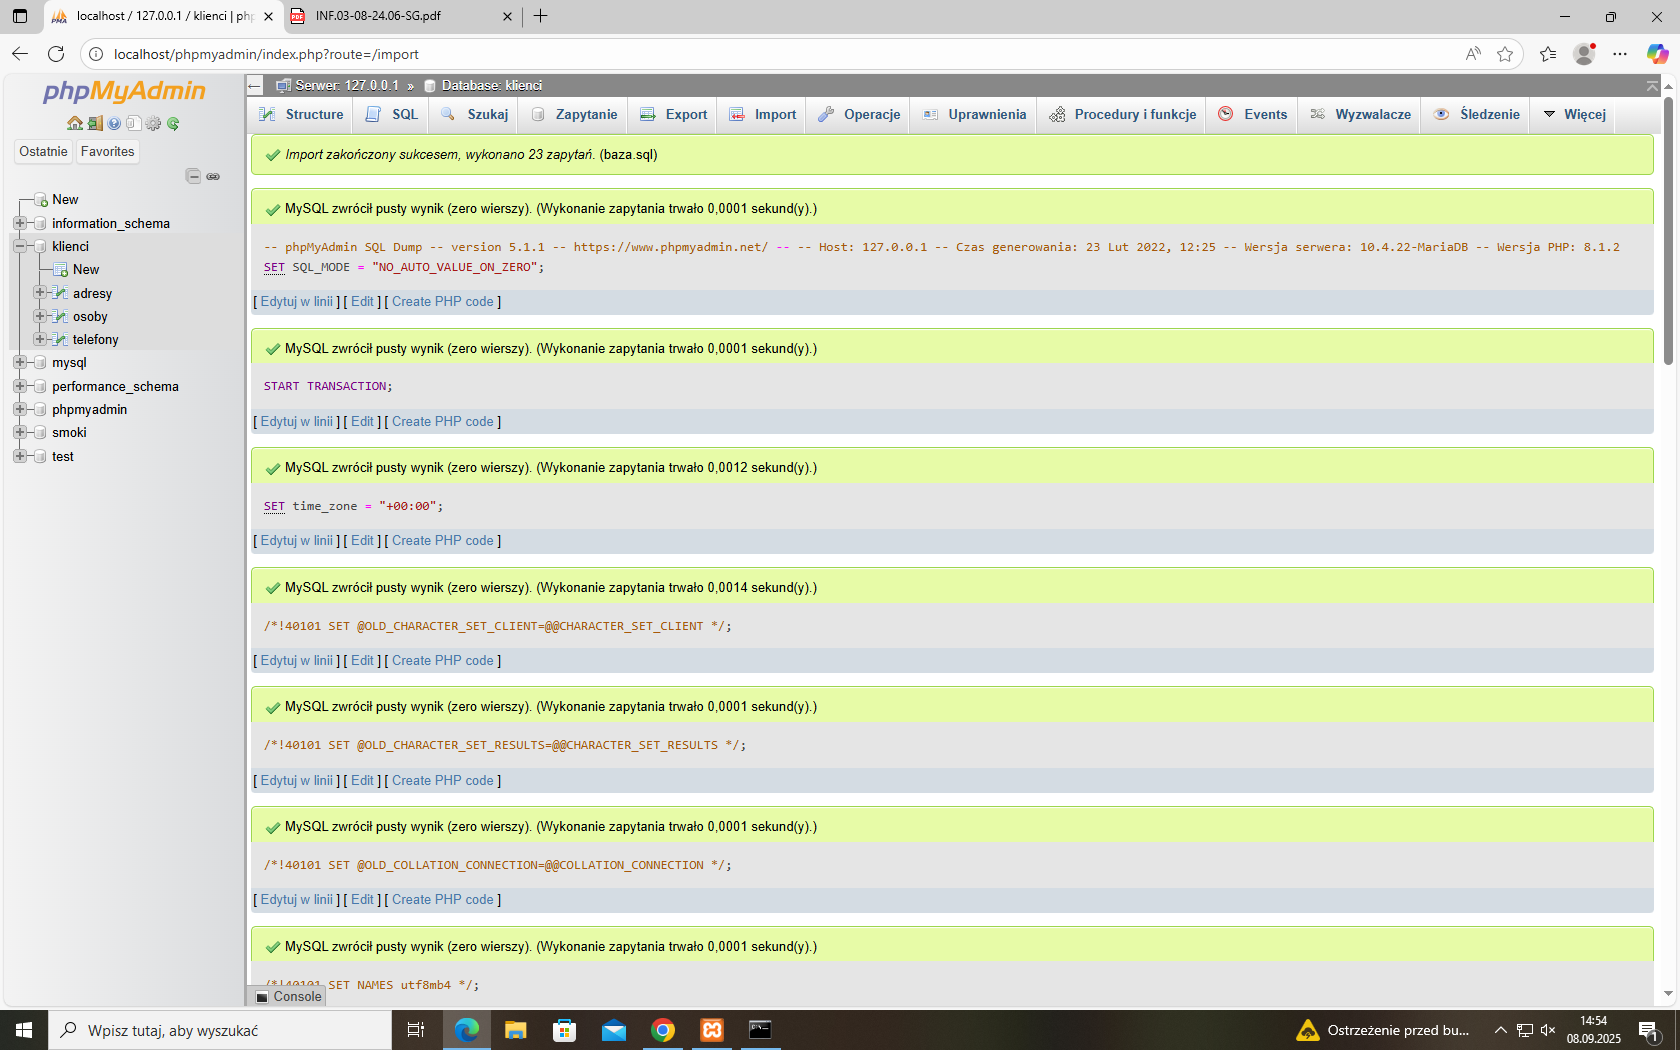 localhost / 127.0.0.1 / klienci | php
INF.03-08-24.06-SG.pdf
localhost/phpmyadmin/index.php?route=/import
phpMyAdmin
Ostatnie
Favorites
New
information_schema
klienci
New
adresy
osoby
telefony
mysql
performance_schema
phpmyadmin
smoki
test
Serwer: 127.0.0.1 » Database: klienci
Structure SQL Szukaj Zapytanie Export Import Operacje Uprawnienia Procedury i funkcje Events Wyzwalacze Śledzenie Więcej
Import zakończony sukcesem, wykonano 23 zapytań. (baza.sql)
MySQL zwrócił pusty wynik (zero wierszy). (Wykonanie zapytania trwało 0,0001 sekund(y).)
-- phpMyAdmin SQL Dump -- version 5.1.1 -- https://www.phpmyadmin.net/ -- -- Host: 127.0.0.1 -- Czas generowania: 23 Lut 2022, 12:25 -- Wersja serwera: 10.4.22-MariaDB -- Wersja PHP: 8.1.2
SET SQL_MODE = "NO_AUTO_VALUE_ON_ZERO";
[ Edytuj w linii ] [ Edit ] [ Create PHP code ]
MySQL zwrócił pusty wynik (zero wierszy). (Wykonanie zapytania trwało 0,0001 sekund(y).)
START TRANSACTION;
[ Edytuj w linii ] [ Edit ] [ Create PHP code ]
MySQL zwrócił pusty wynik (zero wierszy). (Wykonanie zapytania trwało 0,0012 sekund(y).)
SET time_zone = "+00:00";
[ Edytuj w linii ] [ Edit ] [ Create PHP code ]
MySQL zwrócił pusty wynik (zero wierszy). (Wykonanie zapytania trwało 0,0014 sekund(y).)
/*!40101 SET @OLD_CHARACTER_SET_CLIENT=@@CHARACTER_SET_CLIENT */;
[ Edytuj w linii ] [ Edit ] [ Create PHP code ]
MySQL zwrócił pusty wynik (zero wierszy). (Wykonanie zapytania trwało 0,0001 sekund(y).)
/*!40101 SET @OLD_CHARACTER_SET_RESULTS=@@CHARACTER_SET_RESULTS */;
[ Edytuj w linii ] [ Edit ] [ Create PHP code ]
MySQL zwrócił pusty wynik (zero wierszy). (Wykonanie zapytania trwało 0,0001 sekund(y).)
/*!40101 SET @OLD_COLLATION_CONNECTION=@@COLLATION_CONNECTION */;
[ Edytuj w linii ] [ Edit ] [ Create PHP code ]
MySQL zwrócił pusty wynik (zero wierszy). (Wykonanie zapytania trwało 0,0001 sekund(y).)
/*!40101 SET NAMES utf8mb4 */;
Console
Wpisz tutaj, aby wyszukać
Ostrzeżenie przed bu...
14:54
08.09.2025
1